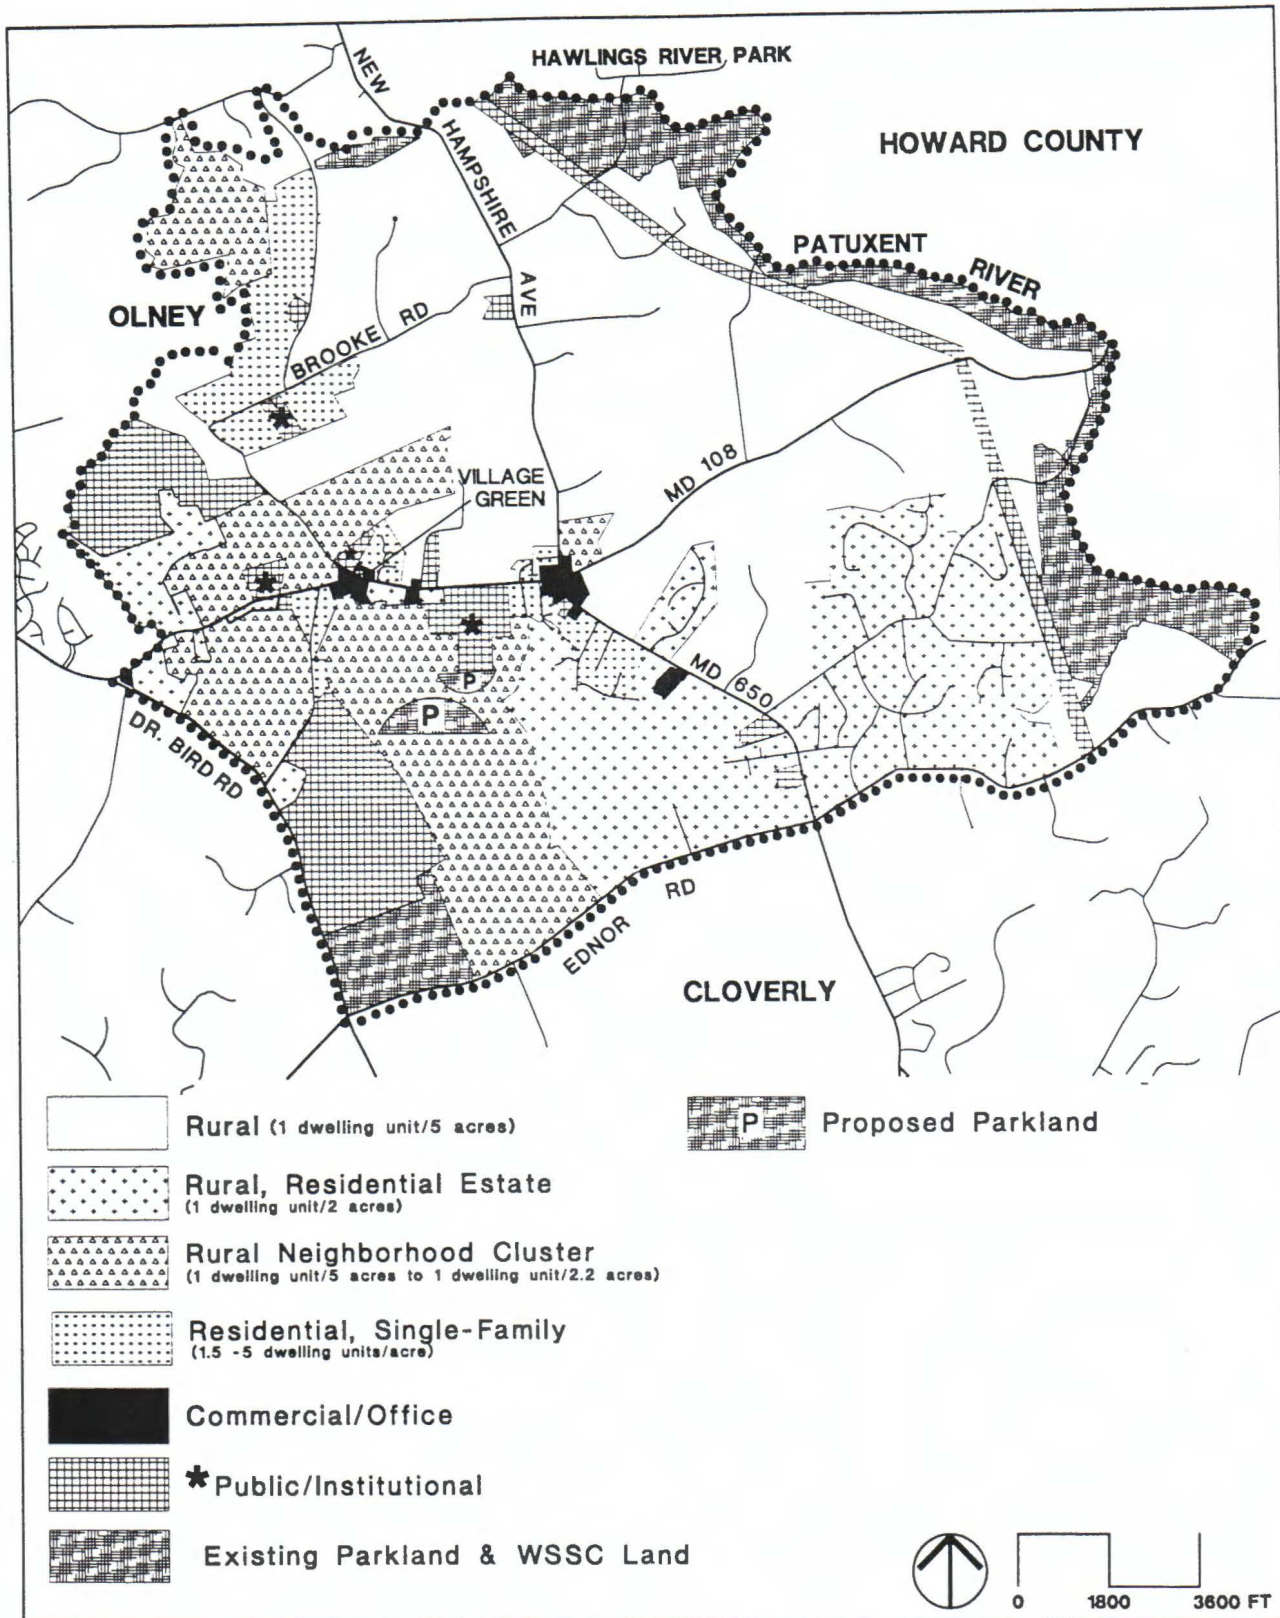 HAWLINGS RIVER PARK
NEW
HAMPSHIRE
AVE
HOWARD COUNTY
PATUXENT
RIVER
OLNEY
BROOKE RD
MD 108
VILLAGE
GREEN
P
P
MD 650
DR. BIRD RD
EDNOR RD
CLOVERLY
Rural (1 dwelling unit/5 acres)
P Proposed Parkland
Rural, Residential Estate
(1 dwelling unit/2 acres)
Rural Neighborhood Cluster
(1 dwelling unit/5 acres to 1 dwelling unit/2.2 acres)
Residential, Single-Family
(1.5 -5 dwelling units/acre)
Commercial/Office
* Public/Institutional
Existing Parkland & WSSC Land
0 1800 3600 FT